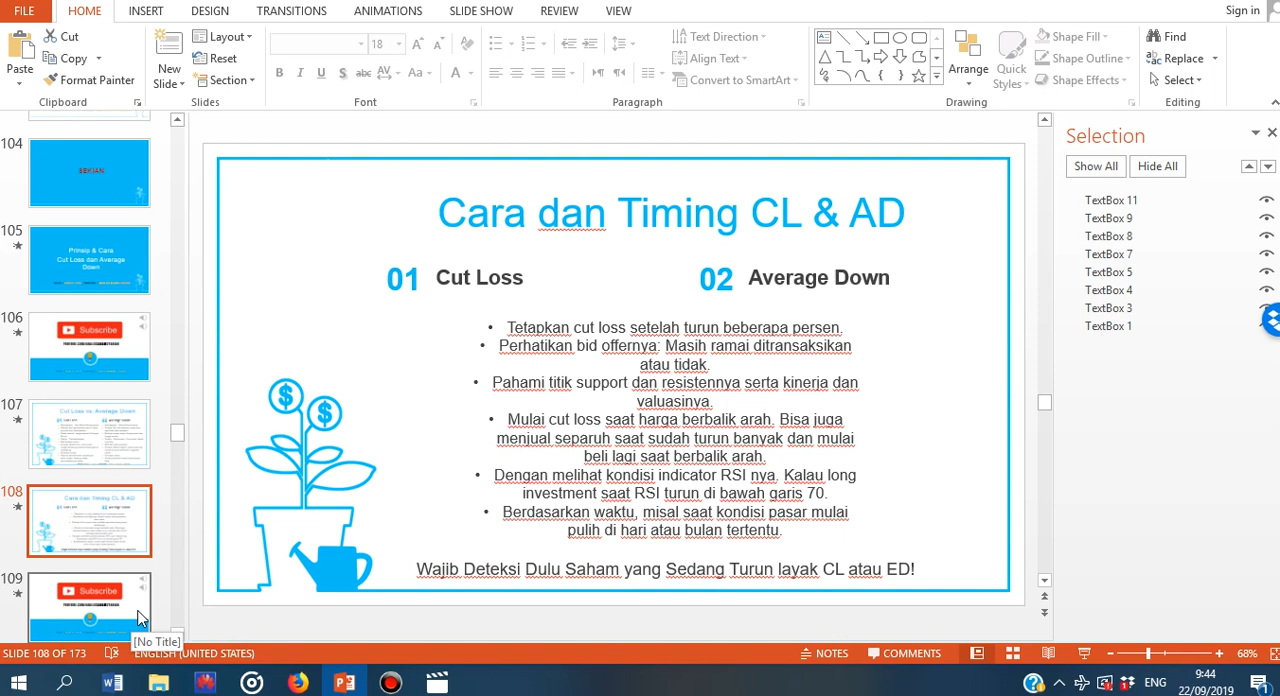 FILE HOME INSERT DESIGN TRANSITIONS ANIMATIONS SLIDE SHOW REVIEW VIEW Sign in
Paste
Cut
Copy
Format Painter
Clipboard
New Slide
Layout
Reset
Section
Slides
18
B I U S abc AV Aa A
Font
Text Direction
Align Text
Convert to SmartArt
Paragraph
Arrange
Quick Styles
Shape Fill
Shape Outline
Shape Effects
Drawing
Find
Replace
Select
Editing
104
SEKIAN
105
Prinsip & Cara
Cut Loss dan Average
Down
106
Subscribe
107
Cut Loss vs. Average Down
108
Cara dan Timing CL & AD
109
Subscribe
[No Title]
Cara dan Timing CL & AD
01 Cut Loss
02 Average Down
• Tetapkan cut loss setelah turun beberapa persen.
• Perhatikan bid offernya: Masih ramai ditransaksikan
atau tidak.
• Pahami titik support dan resistennya serta kinerja dan
valuasinya.
• Mulai cut loss saat harga berbalik arah. Bisa juga
menjual separuh saat sudah turun banyak dan mulai
beli lagi saat berbalik arah.
• Dengan melihat kondisi indicator RSI nya. Kalau long
investment saat RSI turun di bawah garis 70.
• Berdasarkan waktu, misal saat kondisi pasar mulai
pulih di hari atau bulan tertentu.
Wajib Deteksi Dulu Saham yang Sedang Turun layak CL atau ED!
Selection
Show All Hide All
TextBox 11
TextBox 9
TextBox 8
TextBox 7
TextBox 5
TextBox 4
TextBox 3
TextBox 1
SLIDE 108 OF 173 ENGLISH (UNITED STATES) NOTES COMMENTS 68%
ENG
9:44
22/09/2019